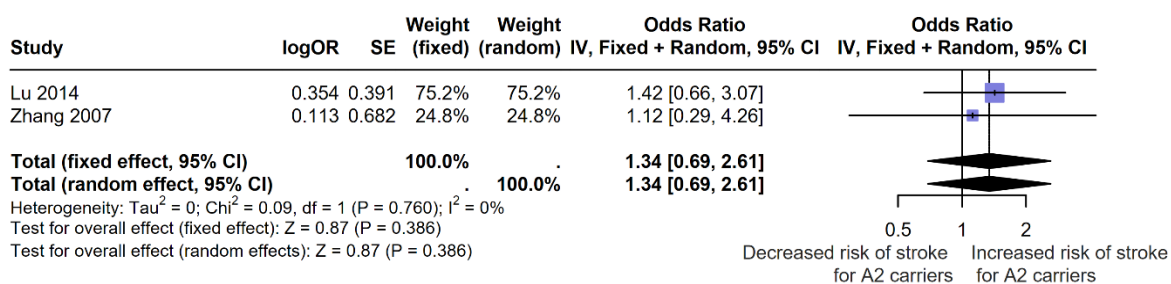 Weight Weight Odds Ratio Odds Ratio
Study logOR SE (fixed) (random) IV, Fixed + Random, 95% CI IV, Fixed + Random, 95% CI
Lu 2014 0.354 0.391 75.2% 75.2% 1.42 [0.66, 3.07]
Zhang 2007 0.113 0.682 24.8% 24.8% 1.12 [0.29, 4.26]
Total (fixed effect, 95% CI) 100.0% . 1.34 [0.69, 2.61]
Total (random effect, 95% CI) . 100.0% 1.34 [0.69, 2.61]
Heterogeneity: Tau² = 0; Chi² = 0.09, df = 1 (P = 0.760); I² = 0%
Test for overall effect (fixed effect): Z = 0.87 (P = 0.386)
Test for overall effect (random effects): Z = 0.87 (P = 0.386)
0.5 1 2
Decreased risk of stroke Increased risk of stroke
for A2 carriers for A2 carriers